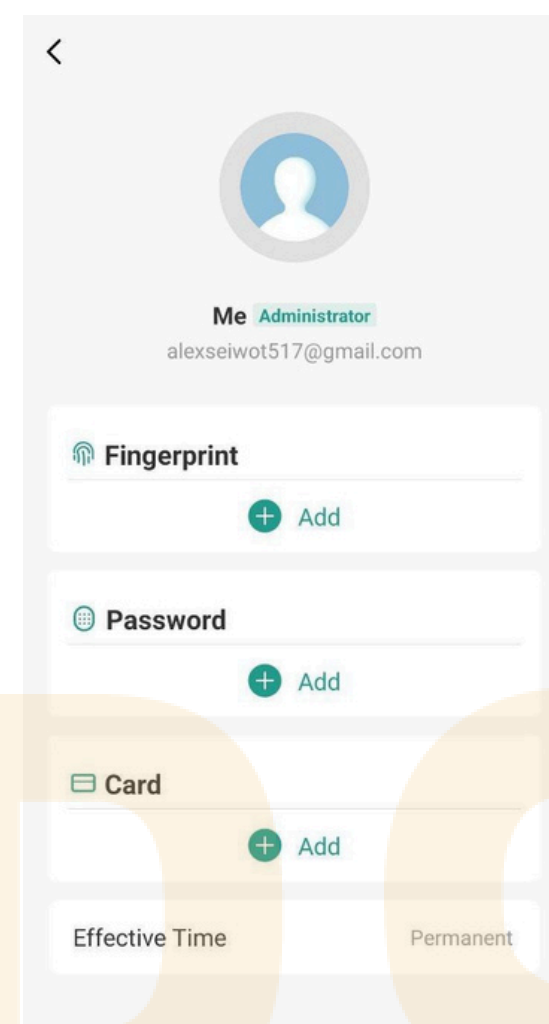 Me Administrator
alexseiwot517@gmail.com
Fingerprint
Add
Password
Add
Card
Add
Effective Time Permanent